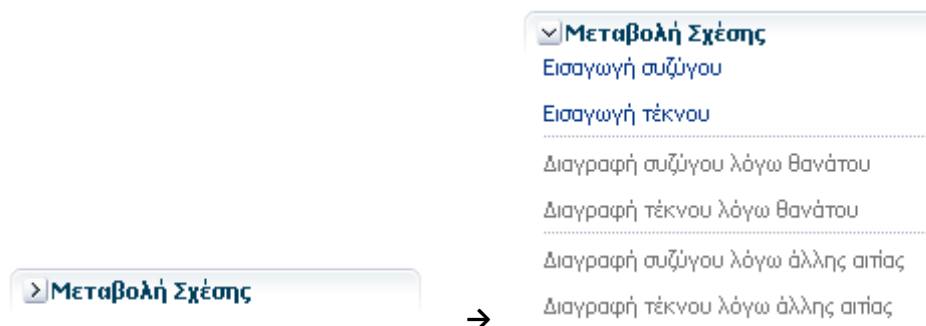 Μεταβολή Σχέσης
→
Μεταβολή Σχέσης
Εισαγωγή συζύγου
Εισαγωγή τέκνου
Διαγραφή συζύγου λόγω θανάτου
Διαγραφή τέκνου λόγω θανάτου
Διαγραφή συζύγου λόγω άλλης αιτίας
Διαγραφή τέκνου λόγω άλλης αιτίας